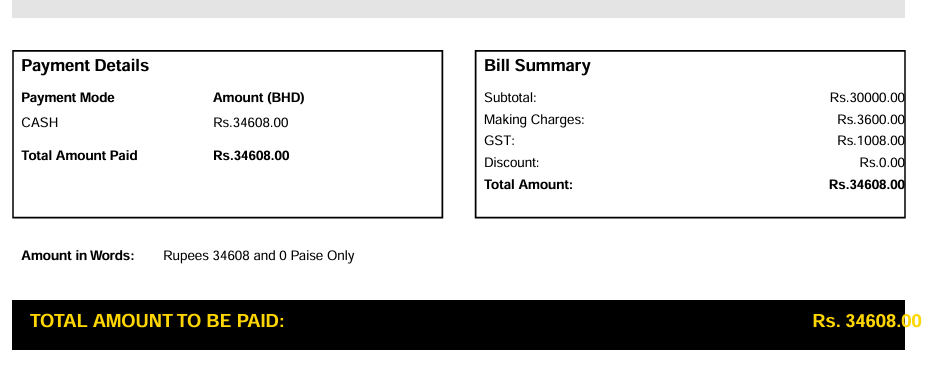 Payment Details
Payment Mode Amount (BHD)
CASH Rs.34608.00
Total Amount Paid Rs.34608.00
Bill Summary
Subtotal: Rs.30000.00
Making Charges: Rs.3600.00
GST: Rs.1008.00
Discount: Rs.0.00
Total Amount: Rs.34608.00
Amount in Words: Rupees 34608 and 0 Paise Only
TOTAL AMOUNT TO BE PAID: Rs. 34608.00